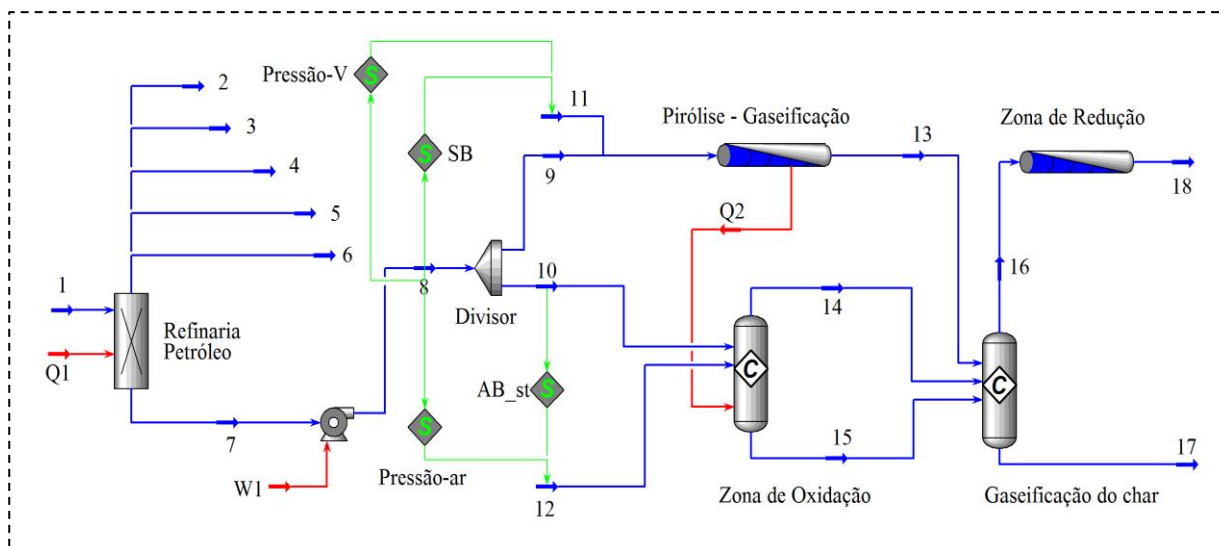 2
Pressão-V
3
11
Pirólise - Gaseificação
13
Zona de Redução
SB
4
9
18
5
Q2
6
8
10
16
1
Divisor
14
Refinaria
Petróleo
Q1
C
AB_st
C
7
15
Pressão-ar
W1
12
Zona de Oxidação
Gaseificação do char
17
S
S
S
S